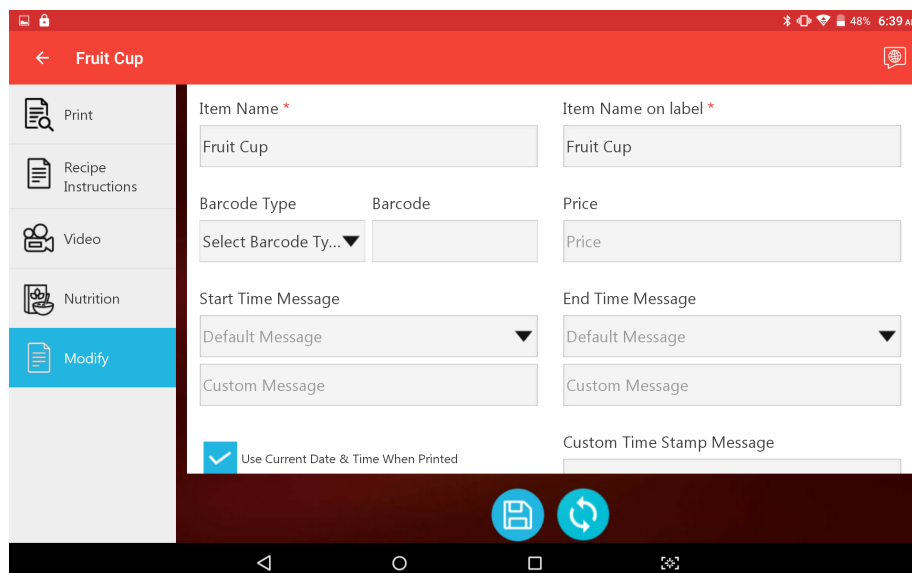 48% 6:39 A
Fruit Cup
Print
Recipe
Instructions
Video
Nutrition
Modify
Item Name *
Item Name on label *
Fruit Cup
Fruit Cup
Barcode Type
Barcode
Price
Select Barcode Ty...
Price
Start Time Message
End Time Message
Default Message
Default Message
Custom Message
Custom Message
Use Current Date & Time When Printed
Custom Time Stamp Message